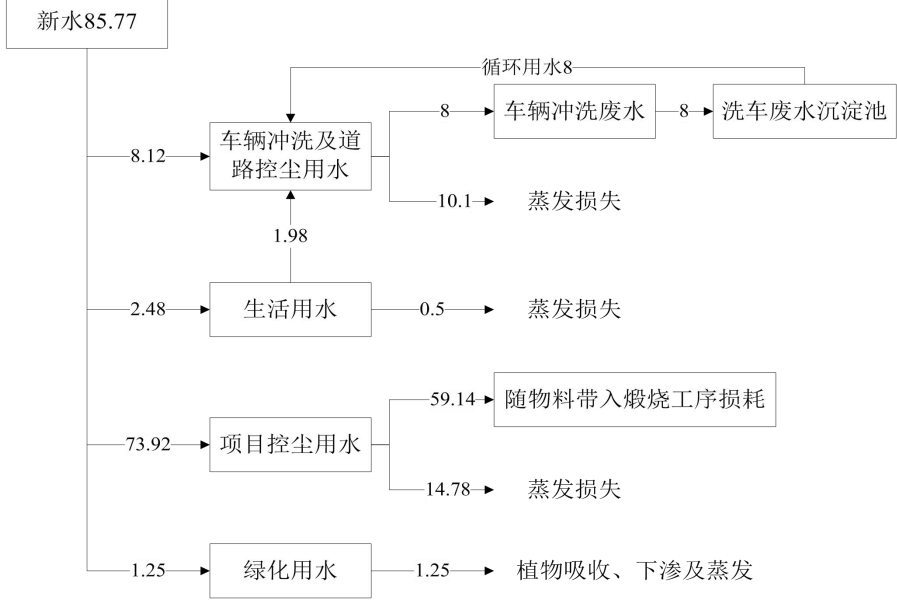 新水85.77
循环用水8
8
车辆冲洗废水
8
洗车废水沉淀池
8.12
车辆冲洗及道
路控尘用水
10.1
蒸发损失
1.98
2.48
生活用水
0.5
蒸发损失
59.14
随物料带入煅烧工序损耗
73.92
项目控尘用水
14.78
蒸发损失
1.25
绿化用水
1.25
植物吸收、下渗及蒸发